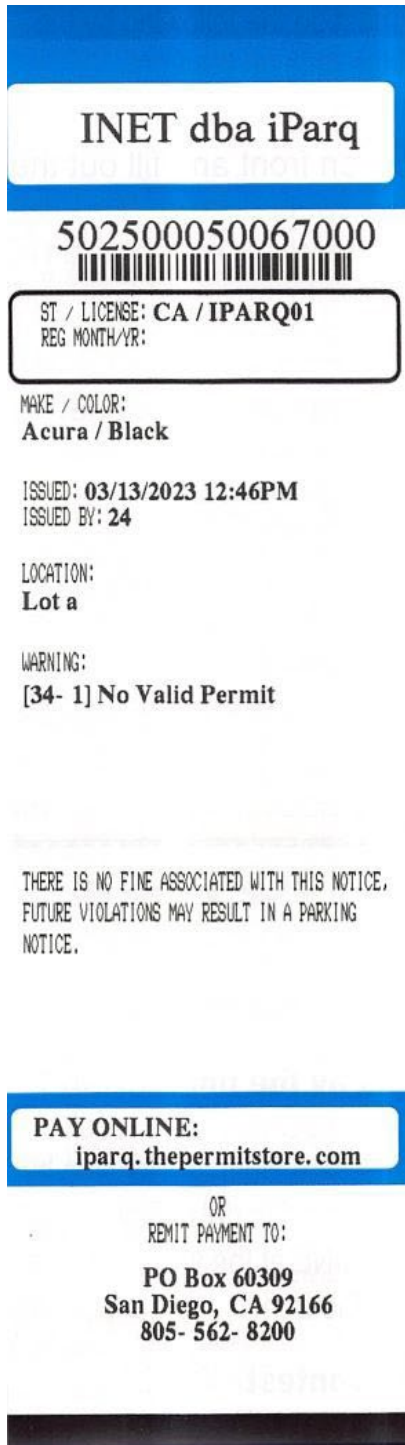 INET dba iParq
502500050067000
ST / LICENSE: CA / IPARQ01
REG MONTH/YR:
MAKE / COLOR:
Acura / Black
ISSUED: 03/13/2023 12:46PM
ISSUED BY: 24
LOCATION:
Lot a
WARNING:
[34- 1] No Valid Permit
THERE IS NO FINE ASSOCIATED WITH THIS NOTICE,
FUTURE VIOLATIONS MAY RESULT IN A PARKING
NOTICE.
PAY ONLINE:
iparq.thepermitstore.com
OR
REMIT PAYMENT TO:
PO Box 60309
San Diego, CA 92166
805- 562- 8200